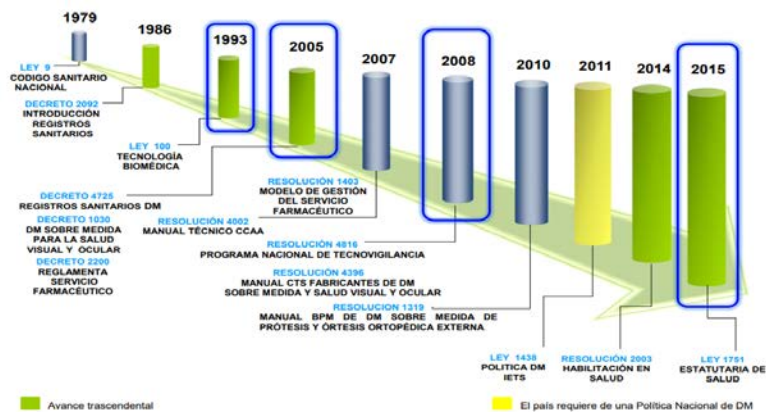 1979
1986
1993
2005
2007
2008
2010
2011
2014
2015
LEY 9
CODIGO SANITARIO
NACIONAL
DECRETO 2092
INTRODUCCIÓN
REGISTROS
SANITARIOS
LEY 100
TECNOLOGÍA
BIOMÉDICA
DECRETO 4725
REGISTROS SANITARIOS DM
DECRETO 1030
DM SOBRE MEDIDA
PARA LA SALUD
VISUAL Y OCULAR
DECRETO 2200
REGLAMENTA
SERVICIO
FARMACÉUTICO
RESOLUCIÓN 4002
MANUAL TÉCNICO CCAA
RESOLUCIÓN 1403
MODELO DE GESTIÓN
DEL SERVICIO
FARMACÉUTICO
RESOLUCIÓN 4816
PROGRAMA NACIONAL DE TECNOVIGILANCIA
RESOLUCIÓN 4396
MANUAL CTS FABRICANTES DE DM
SOBRE MEDIDA Y SALUD VISUAL Y OCULAR
RESOLUCION 1319
MANUAL BPM DE DM SOBRE MEDIDA DE
PRÓTESIS Y ÓRTESIS ORTOPÉDICA EXTERNA
LEY 1438
POLITICA DM
IETS
RESOLUCIÓN 2003
HABILITACIÓN EN
SALUD
LEY 1751
ESTATUTARIA DE
SALUD
Avance trascendental
El país requiere de una Política Nacional de DM